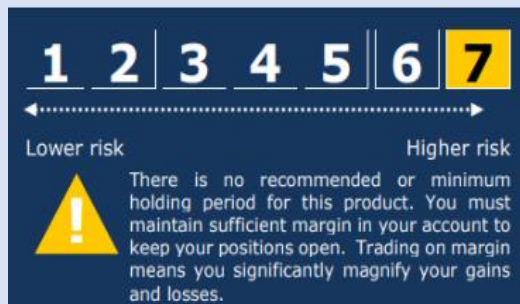 1 2 3 4 5 6 7
Lower risk Higher risk
!
There is no recommended or minimum
holding period for this product. You must
maintain sufficient margin in your account to
keep your positions open. Trading on margin
means you significantly magnify your gains
and losses.